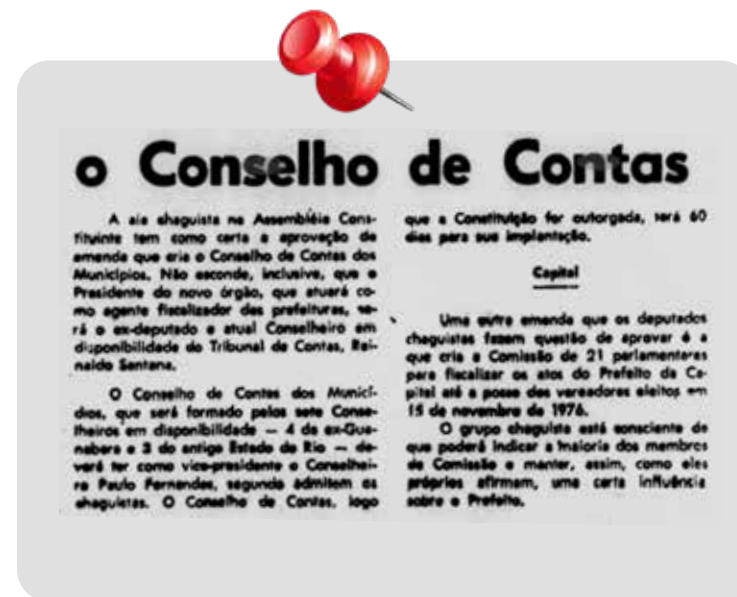 o Conselho de Contas
A ala chaguista na Assembléia Cons-
tituinte tem como certa a aprovação de
emenda que cria o Conselho de Contas dos
Municípios. Não esconde, inclusive, que o
Presidente do novo órgão, que atuará co-
mo agente fiscalizador das prefeituras, se-
rá o ex-deputado e atual Conselheiro em
disponibilidade do Tribunal de Contas, Rei-
naldo Santana.
O Conselho de Contas dos Municí-
dios, que será formado pelos sete Conse-
lheiros em disponibilidade — 4 da ex-Gua-
nabara e 3 do antigo Estado do Rio — de-
verá ter como vice-presidente o Conselhei-
ro Paulo Fernandes, segundo admitem os
chaguistas. O Conselho de Contas, logo
que a Constituição for outorgada, terá 60
dias para sua implantação.
Capital
Uma outra emenda que os deputados
chaguistas fazem questão de aprovar é a
que cria a Comissão de 21 parlamentares
para fiscalizar os atos do Prefeito da Ca-
pital até a posse dos vereadores eleitos em
15 de novembro de 1976.
O grupo chaguista está consciente de
que poderá indicar a maioria dos membros
da Comissão e manter, assim, como eles
próprios afirmam, uma certa influência
sobre o Prefeito.